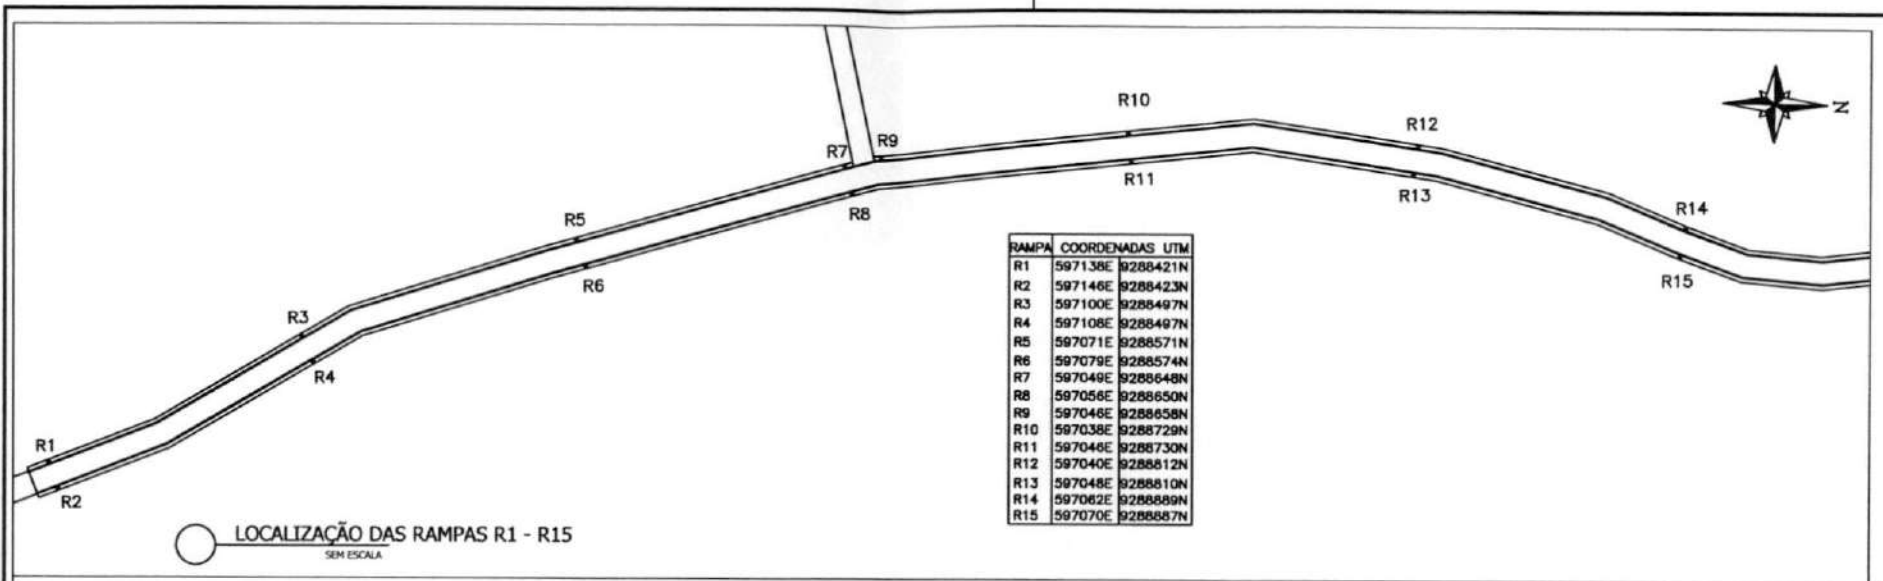 R10
N
R12
R9
R7
R11
R13
R5
R8
R14
R6
R15
R3
R4
R1
R2
RAMPA COORDENADAS UTM
R1 597138E 9288421N
R2 597146E 9288423N
R3 597100E 9288497N
R4 597108E 9288497N
R5 597071E 9288571N
R6 597079E 9288574N
R7 597049E 9288648N
R8 597056E 9288650N
R9 597046E 9288658N
R10 597038E 9288729N
R11 597046E 9288730N
R12 597040E 9288812N
R13 597048E 9288810N
R14 597062E 9288889N
R15 597070E 9288887N
LOCALIZAÇÃO DAS RAMPAS R1 - R15
SEM ESCALA